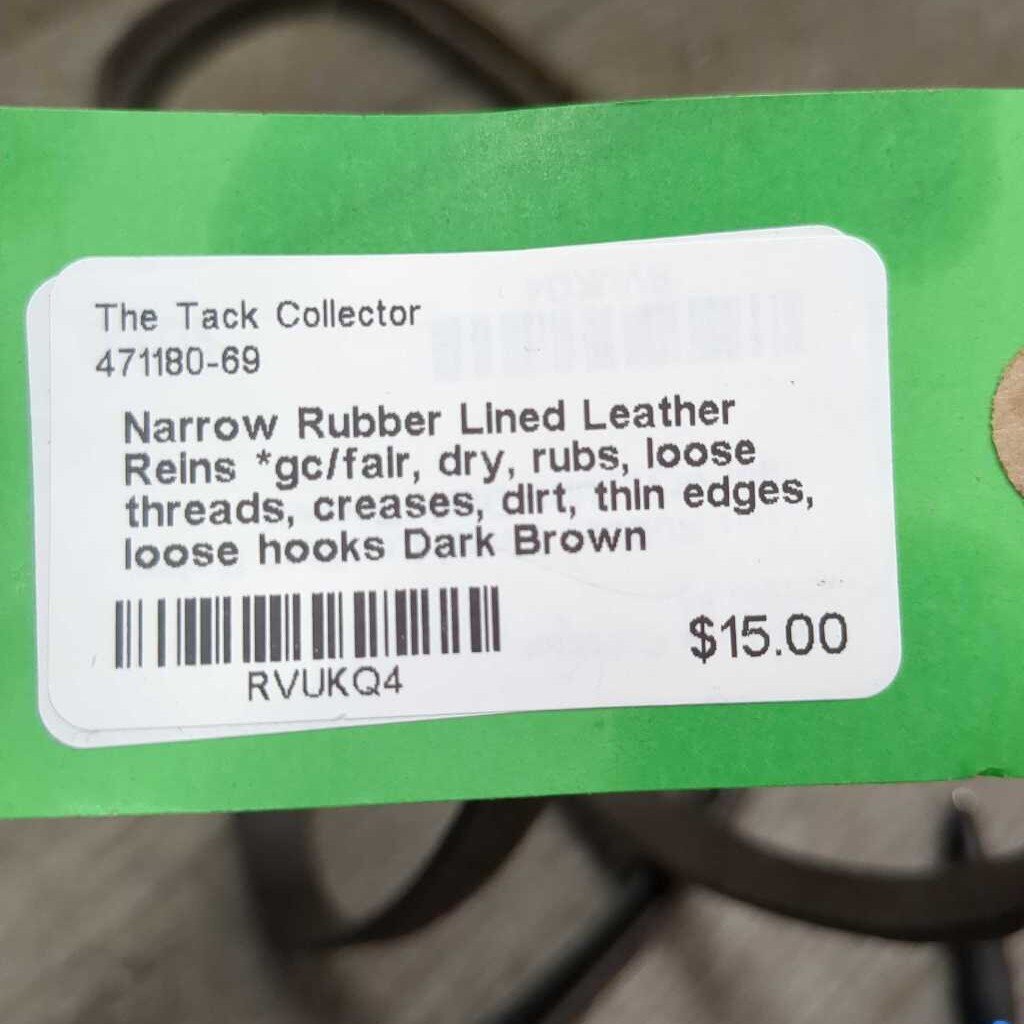 The Tack Collector
471180-69
Narrow Rubber Lined Leather
Reins *gc/fair, dry, rubs, loose
threads, creases, dirt, thin edges,
loose hooks Dark Brown
RVUKQ4
$15.00